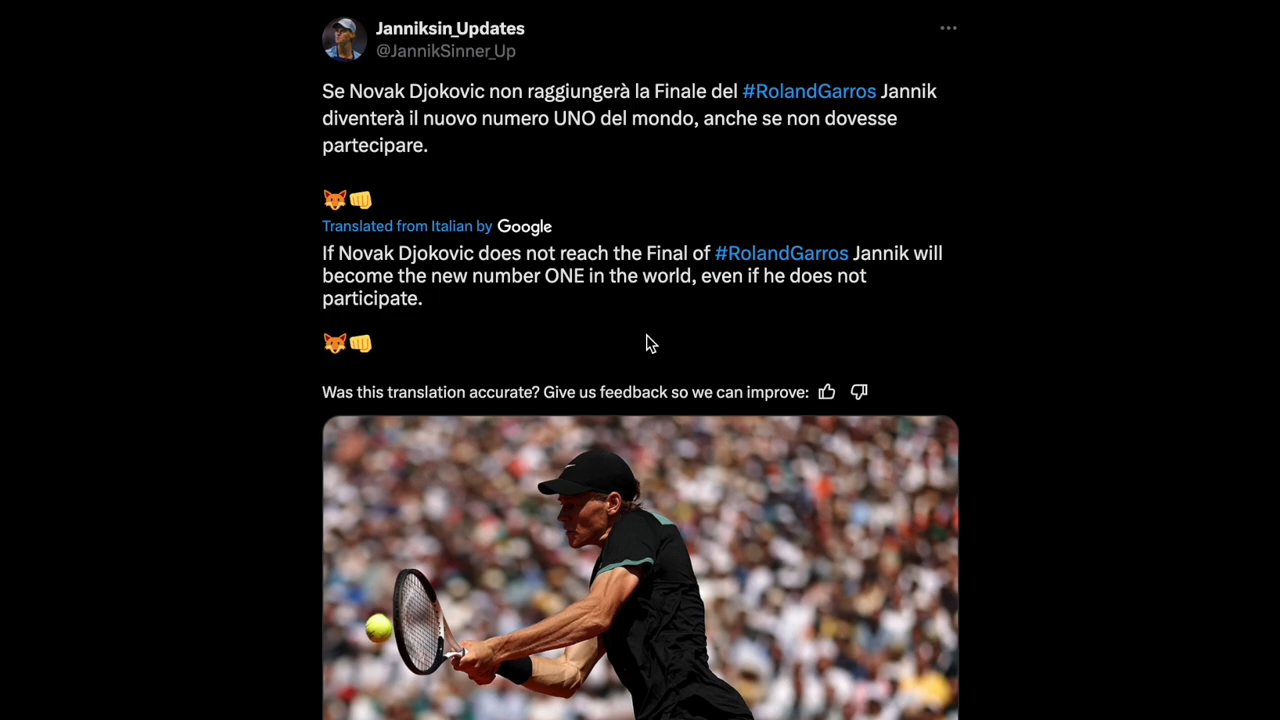 Janniksin_Updates
@JannikSinner_Up
Se Novak Djokovic non raggiungerà la Finale del #RolandGarros Jannik
diventerà il nuovo numero UNO del mondo, anche se non dovesse
partecipare.
🦊👊
Translated from Italian by Google
If Novak Djokovic does not reach the Final of #RolandGarros Jannik will
become the new number ONE in the world, even if he does not
participate.
🦊👊
Was this translation accurate? Give us feedback so we can improve: